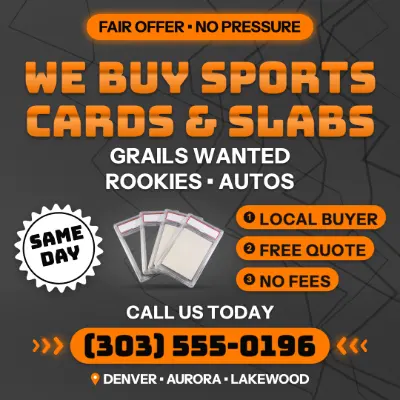 FAIR OFFER • NO PRESSURE
WE BUY SPORTS
CARDS & SLABS
GRAILS WANTED
ROOKIES • AUTOS
SAME
DAY
1 LOCAL BUYER
2 FREE QUOTE
3 NO FEES
CALL US TODAY
(303) 555-0196
DENVER • AURORA • LAKEWOOD